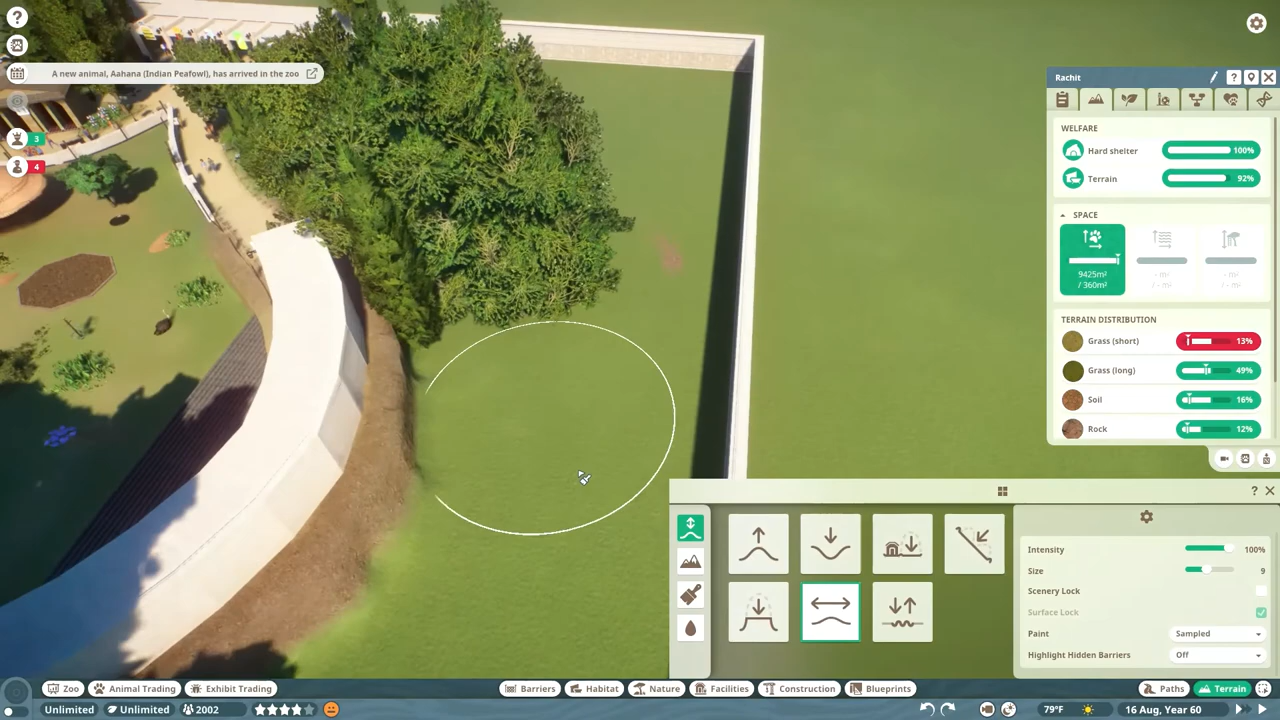 A new animal, Aahana (Indian Peafowl), has arrived in the zoo
3
4
Rachit
?
WELFARE
Hard shelter 100%
Terrain 92%
SPACE
9425m²
/ 360m²
- m²
/ - m²
- m²
/ - m²
TERRAIN DISTRIBUTION
Grass (short) 13%
Grass (long) 49%
Soil 16%
Rock 12%
?
Intensity 100%
Size 9
Scenery Lock
Surface Lock
Paint Sampled
Highlight Hidden Barriers Off
Zoo Animal Trading Exhibit Trading Barriers Habitat Nature Facilities Construction Blueprints Paths Terrain
Unlimited Unlimited 2002 79°F 16 Aug, Year 60